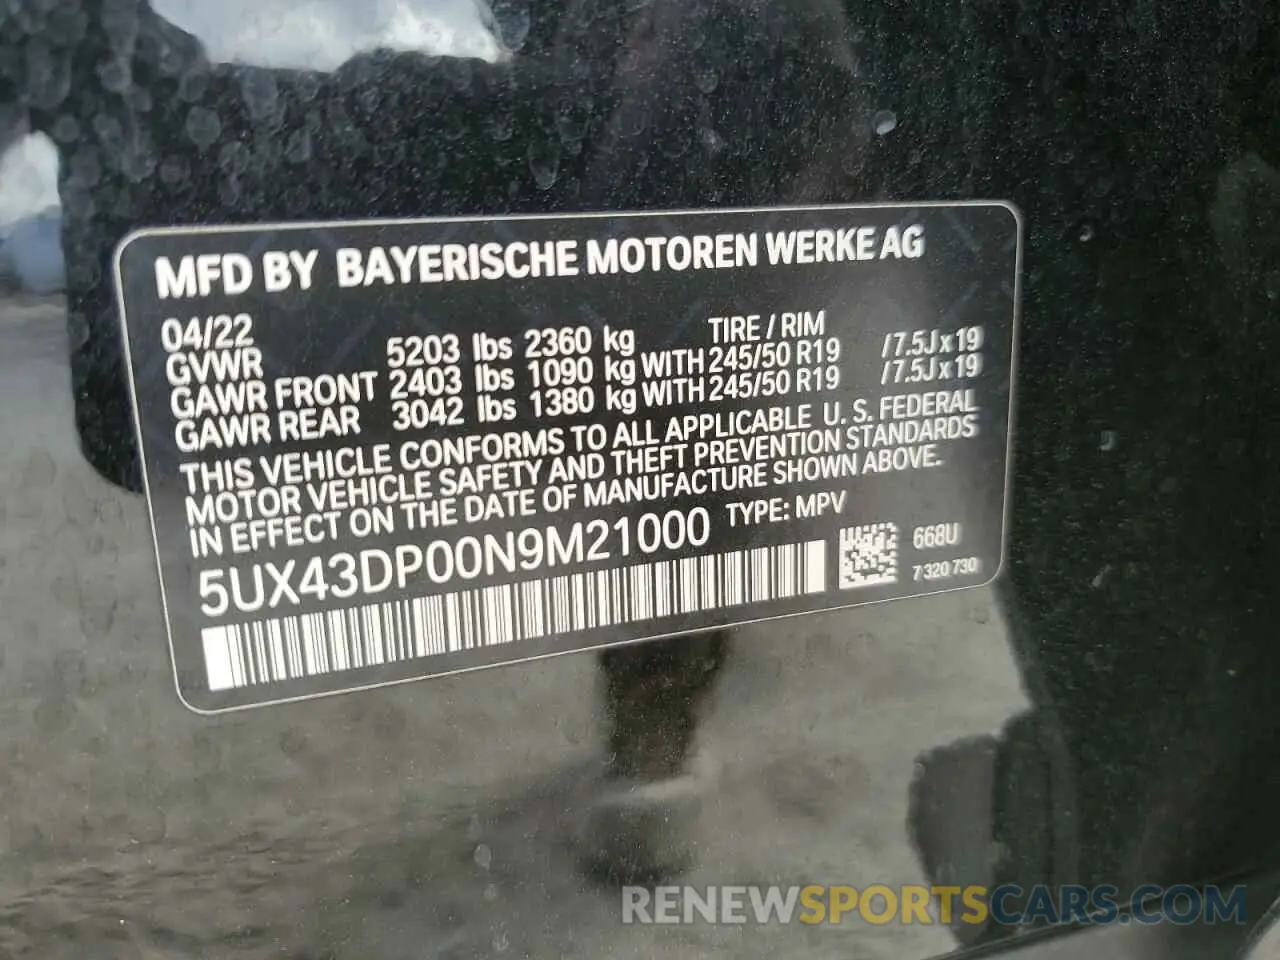 MFD BY BAYERISCHE MOTOREN WERKE AG
04/22 TIRE / RIM
GVWR 5203 lbs 2360 kg
GAWR FRONT 2403 lbs 1090 kg WITH 245/50 R19 /7.5J x 19
GAWR REAR 3042 lbs 1380 kg WITH 245/50 R19 /7.5J x 19
THIS VEHICLE CONFORMS TO ALL APPLICABLE U. S. FEDERAL
MOTOR VEHICLE SAFETY AND THEFT PREVENTION STANDARDS
IN EFFECT ON THE DATE OF MANUFACTURE SHOWN ABOVE.
5UX43DP00N9M21000 TYPE: MPV
668U
7 320 730
RENEWSPORTSCARS.COM